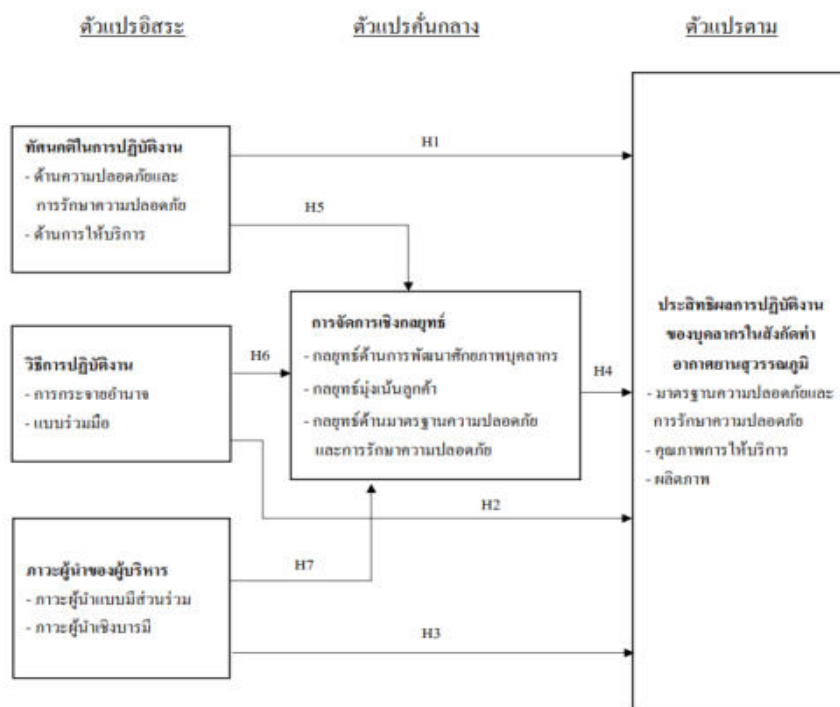 ตัวแปรอิสระ
ตัวแปรคั่นกลาง
ตัวแปรตาม
ทัศนคติในการปฏิบัติงาน
- ด้านความปลอดภัยและ
การรักษาความปลอดภัย
- ด้านการให้บริการ
H1
H5
วิธีการปฏิบัติงาน
- การกระจายอำนาจ
- แบบร่วมมือ
H6
การจัดการเชิงกลยุทธ์
- กลยุทธ์ด้านการพัฒนาศักยภาพบุคลากร
- กลยุทธ์มุ่งเน้นลูกค้า
- กลยุทธ์ด้านมาตรฐานความปลอดภัย
และการรักษาความปลอดภัย
H4
H2
ภาวะผู้นำของผู้บริหาร
- ภาวะผู้นำแบบมีส่วนร่วม
- ภาวะผู้นำเชิงบารมี
H7
H3
ประสิทธิผลการปฏิบัติงาน
ของบุคลากรในสังกัดท่า
อากาศยานสุวรรณภูมิ
- มาตรฐานความปลอดภัยและ
การรักษาความปลอดภัย
- คุณภาพการให้บริการ
- ผลิตภาพ